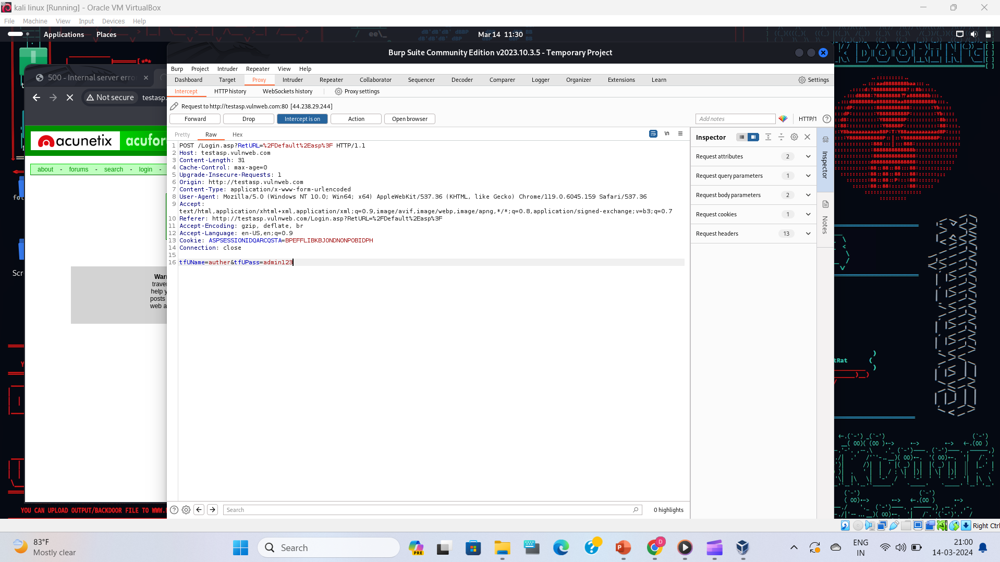 kali linux [Running] - Oracle VM VirtualBox
File Machine View Input Devices Help
Applications Places
Mar 14 11:30
Burp Suite Community Edition v2023.10.3.5 - Temporary Project
Burp Project Intruder Repeater View Help
Dashboard Target Proxy Intruder Repeater Collaborator Sequencer Decoder Comparer Logger Organizer Extensions Learn Settings
Intercept HTTP history WebSockets history Proxy settings
Request to http://testasp.vulnweb.com:80 [44.238.29.244]
Forward Drop Intercept is on Action Open browser Add notes HTTP/1
Pretty Raw Hex \n
1 POST /Login.asp?RetURL=%2FDefault%2Easp%3F HTTP/1.1
2 Host: testasp.vulnweb.com
3 Content-Length: 31
4 Cache-Control: max-age=0
5 Upgrade-Insecure-Requests: 1
6 Origin: http://testasp.vulnweb.com
7 Content-Type: application/x-www-form-urlencoded
8 User-Agent: Mozilla/5.0 (Windows NT 10.0; Win64; x64) AppleWebKit/537.36 (KHTML, like Gecko) Chrome/119.0.6045.159 Safari/537.36
9 Accept:
text/html,application/xhtml+xml,application/xml;q=0.9,image/avif,image/webp,image/apng,*/*;q=0.8,application/signed-exchange;v=b3;q=0.7
10 Referer: http://testasp.vulnweb.com/Login.asp?RetURL=%2FDefault%2Easp%3F
11 Accept-Encoding: gzip, deflate, br
12 Accept-Language: en-US,en;q=0.9
13 Cookie: ASPSESSIONIDQARCQSTA=BPEFFLIBKBJONDNONPOBIDPH
14 Connection: close
15
16 tfUName=auther&tfUPass=admin123
Search
0 highlights
Inspector
Request attributes 2
Request query parameters 1
Request body parameters 2
Request cookies 1
Request headers 13
Inspector
Notes
500 - Internal server erro
Not secure testasp.
acunetix acufor
about - forums - search - login -
Warr
traver
help y
posts
web a
Scr
tRat
YOU CAN UPLOAD OUTPUT/BACKDOOR FILE TO WWW.
Right Ctrl
83°F
Mostly clear
Search
PRE
D
ENG
IN
21:00
14-03-2024